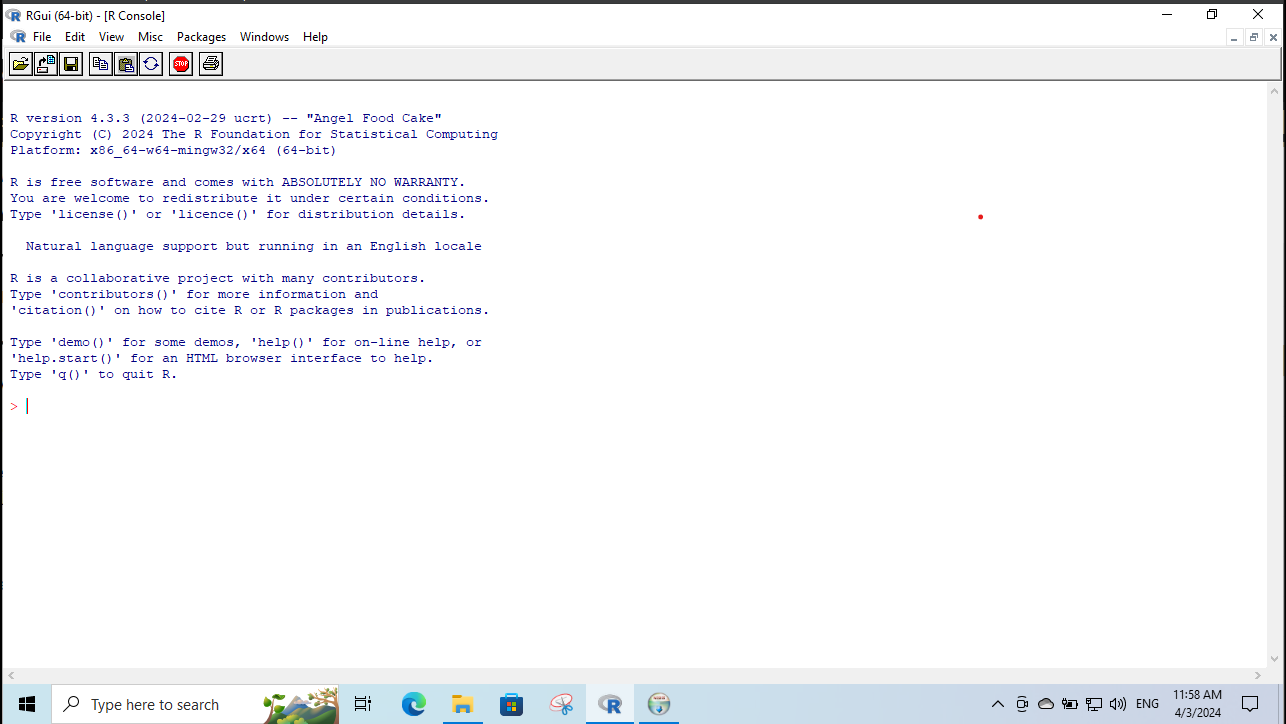 RGui (64-bit) - [R Console]
File Edit View Misc Packages Windows Help
STOP
R version 4.3.3 (2024-02-29 ucrt) -- "Angel Food Cake"
Copyright (C) 2024 The R Foundation for Statistical Computing
Platform: x86_64-w64-mingw32/x64 (64-bit)
R is free software and comes with ABSOLUTELY NO WARRANTY.
You are welcome to redistribute it under certain conditions.
Type 'license()' or 'licence()' for distribution details.
Natural language support but running in an English locale
R is a collaborative project with many contributors.
Type 'contributors()' for more information and
'citation()' on how to cite R or R packages in publications.
Type 'demo()' for some demos, 'help()' for on-line help, or
'help.start()' for an HTML browser interface to help.
Type 'q()' to quit R.
>
Type here to search
ENG
11:58 AM
4/3/2024